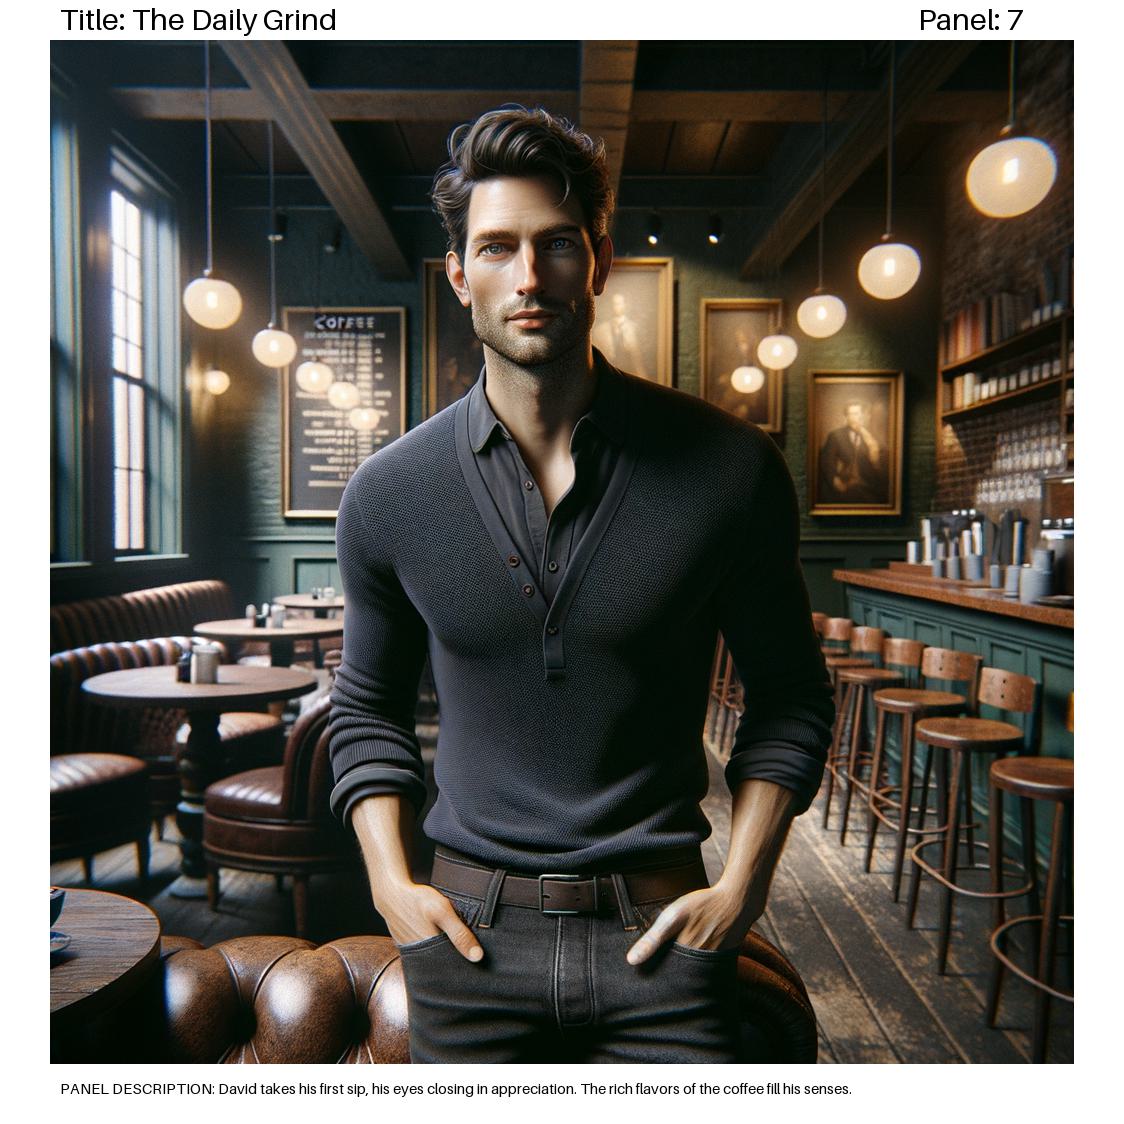 Title: The Daily Grind Panel: 7
COFFEE
PANEL DESCRIPTION: David takes his first sip, his eyes closing in appreciation. The rich flavors of the coffee fill his senses.